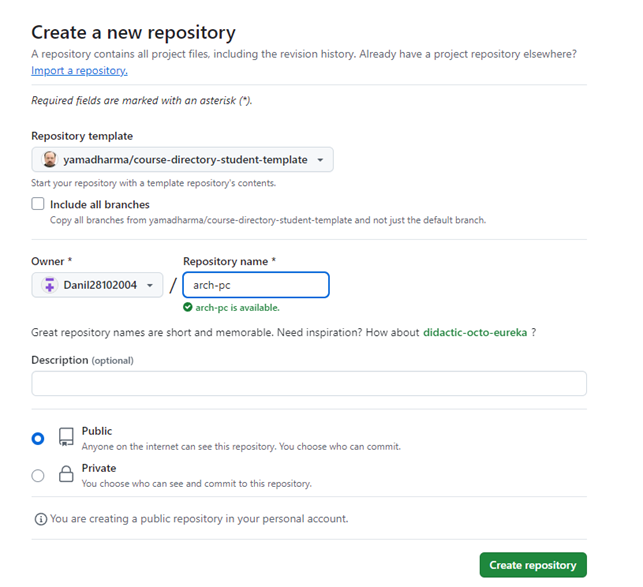 Create a new repository
A repository contains all project files, including the revision history. Already have a project repository elsewhere?
Import a repository.
Required fields are marked with an asterisk (*).
Repository template
yamadharma/course-directory-student-template
Start your repository with a template repository's contents.
Include all branches
Copy all branches from yamadharma/course-directory-student-template and not just the default branch.
Owner * Repository name *
Danil28102004 / arch-pc
arch-pc is available.
Great repository names are short and memorable. Need inspiration? How about didactic-octo-eureka ?
Description (optional)
Public
Anyone on the internet can see this repository. You choose who can commit.
Private
You choose who can see and commit to this repository.
You are creating a public repository in your personal account.
Create repository